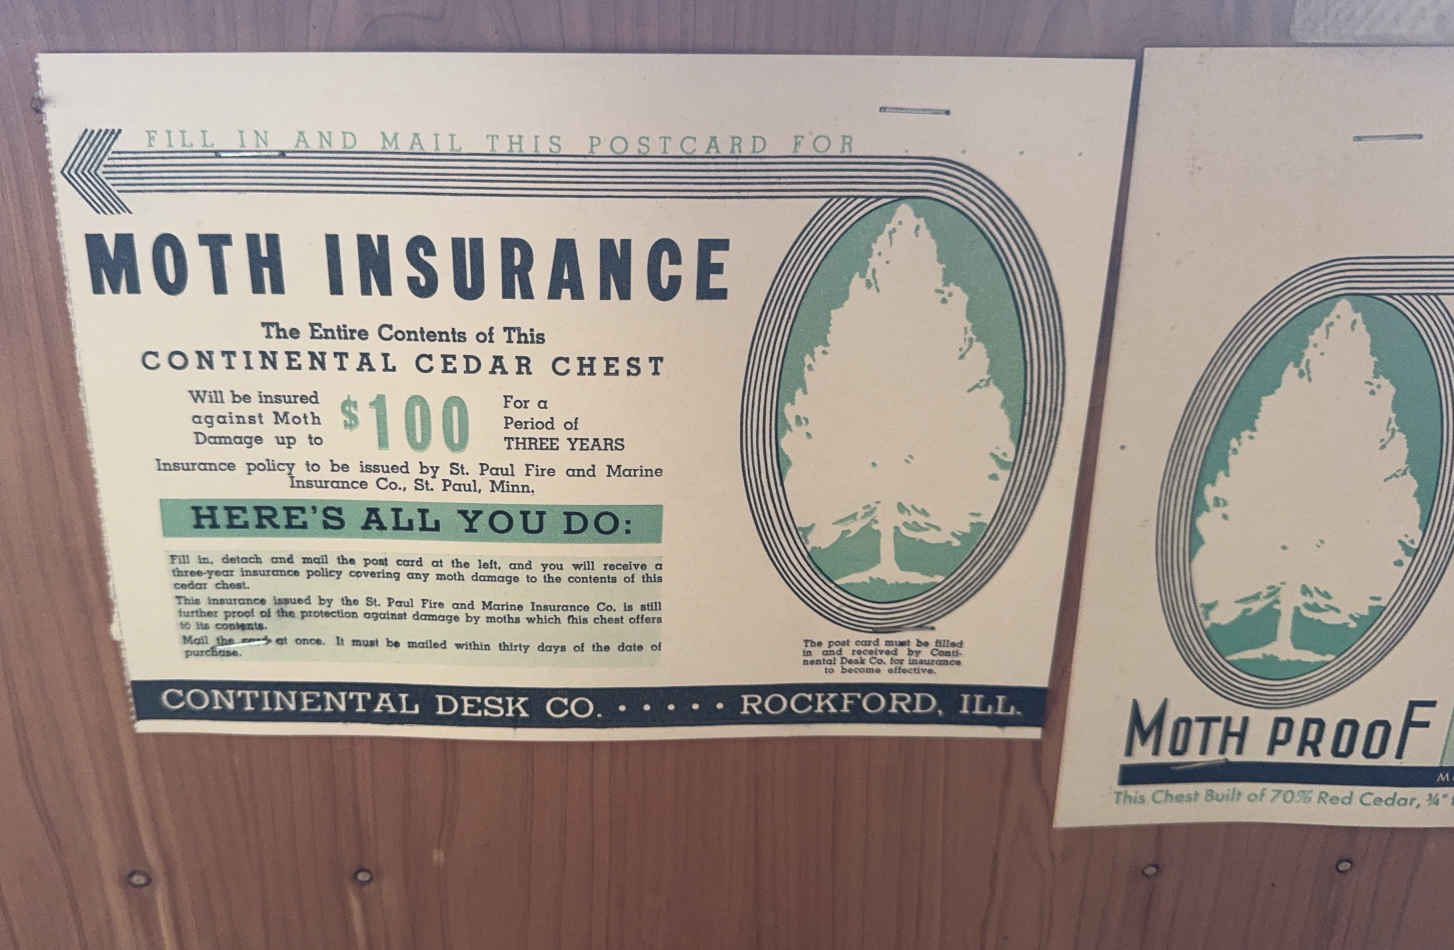 FILL IN AND MAIL THIS POSTCARD FOR
MOTH INSURANCE
The Entire Contents of This
CONTINENTAL CEDAR CHEST
Will be insured
against Moth
Damage up to
$100
For a
Period of
THREE YEARS
Insurance policy to be issued by St. Paul Fire and Marine
Insurance Co., St. Paul, Minn.
HERE'S ALL YOU DO:
Fill in, detach and mail the post card at the left, and you will receive a
three-year insurance policy covering any moth damage to the contents of this
cedar chest.
This insurance issued by the St. Paul Fire and Marine Insurance Co. is still
further proof of the protection against damage by moths which this chest offers
to its contents.
Mail the card at once. It must be mailed within thirty days of the date of
purchase.
The post card must be filled
in and received by Conti-
nental Desk Co. for insurance
to become effective.
CONTINENTAL DESK CO. . . . . . ROCKFORD, ILL.
MOTH PROOF
This Chest Built of 70% Red Cedar, ¾"